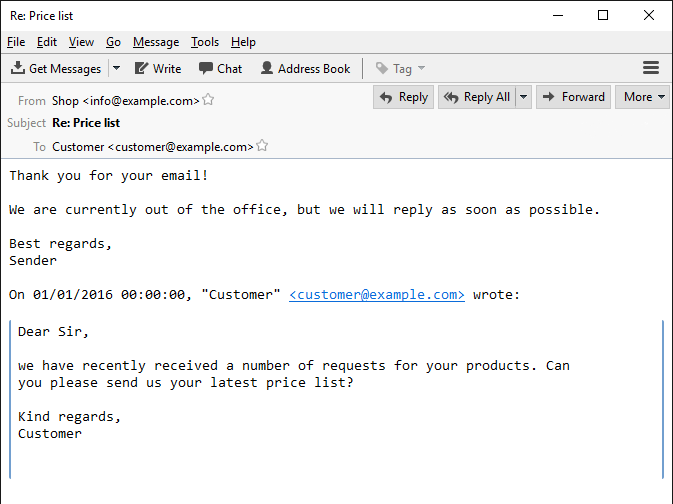 Re: Price list
File Edit View Go Message Tools Help
Get Messages Write Chat Address Book Tag
From Shop <info@example.com>
Reply Reply All Forward More
Subject Re: Price list
To Customer <customer@example.com>
Thank you for your email!
We are currently out of the office, but we will reply as soon as possible.
Best regards,
Sender
On 01/01/2016 00:00:00, "Customer" <customer@example.com> wrote:
Dear Sir,
we have recently received a number of requests for your products. Can
you please send us your latest price list?
Kind regards,
Customer